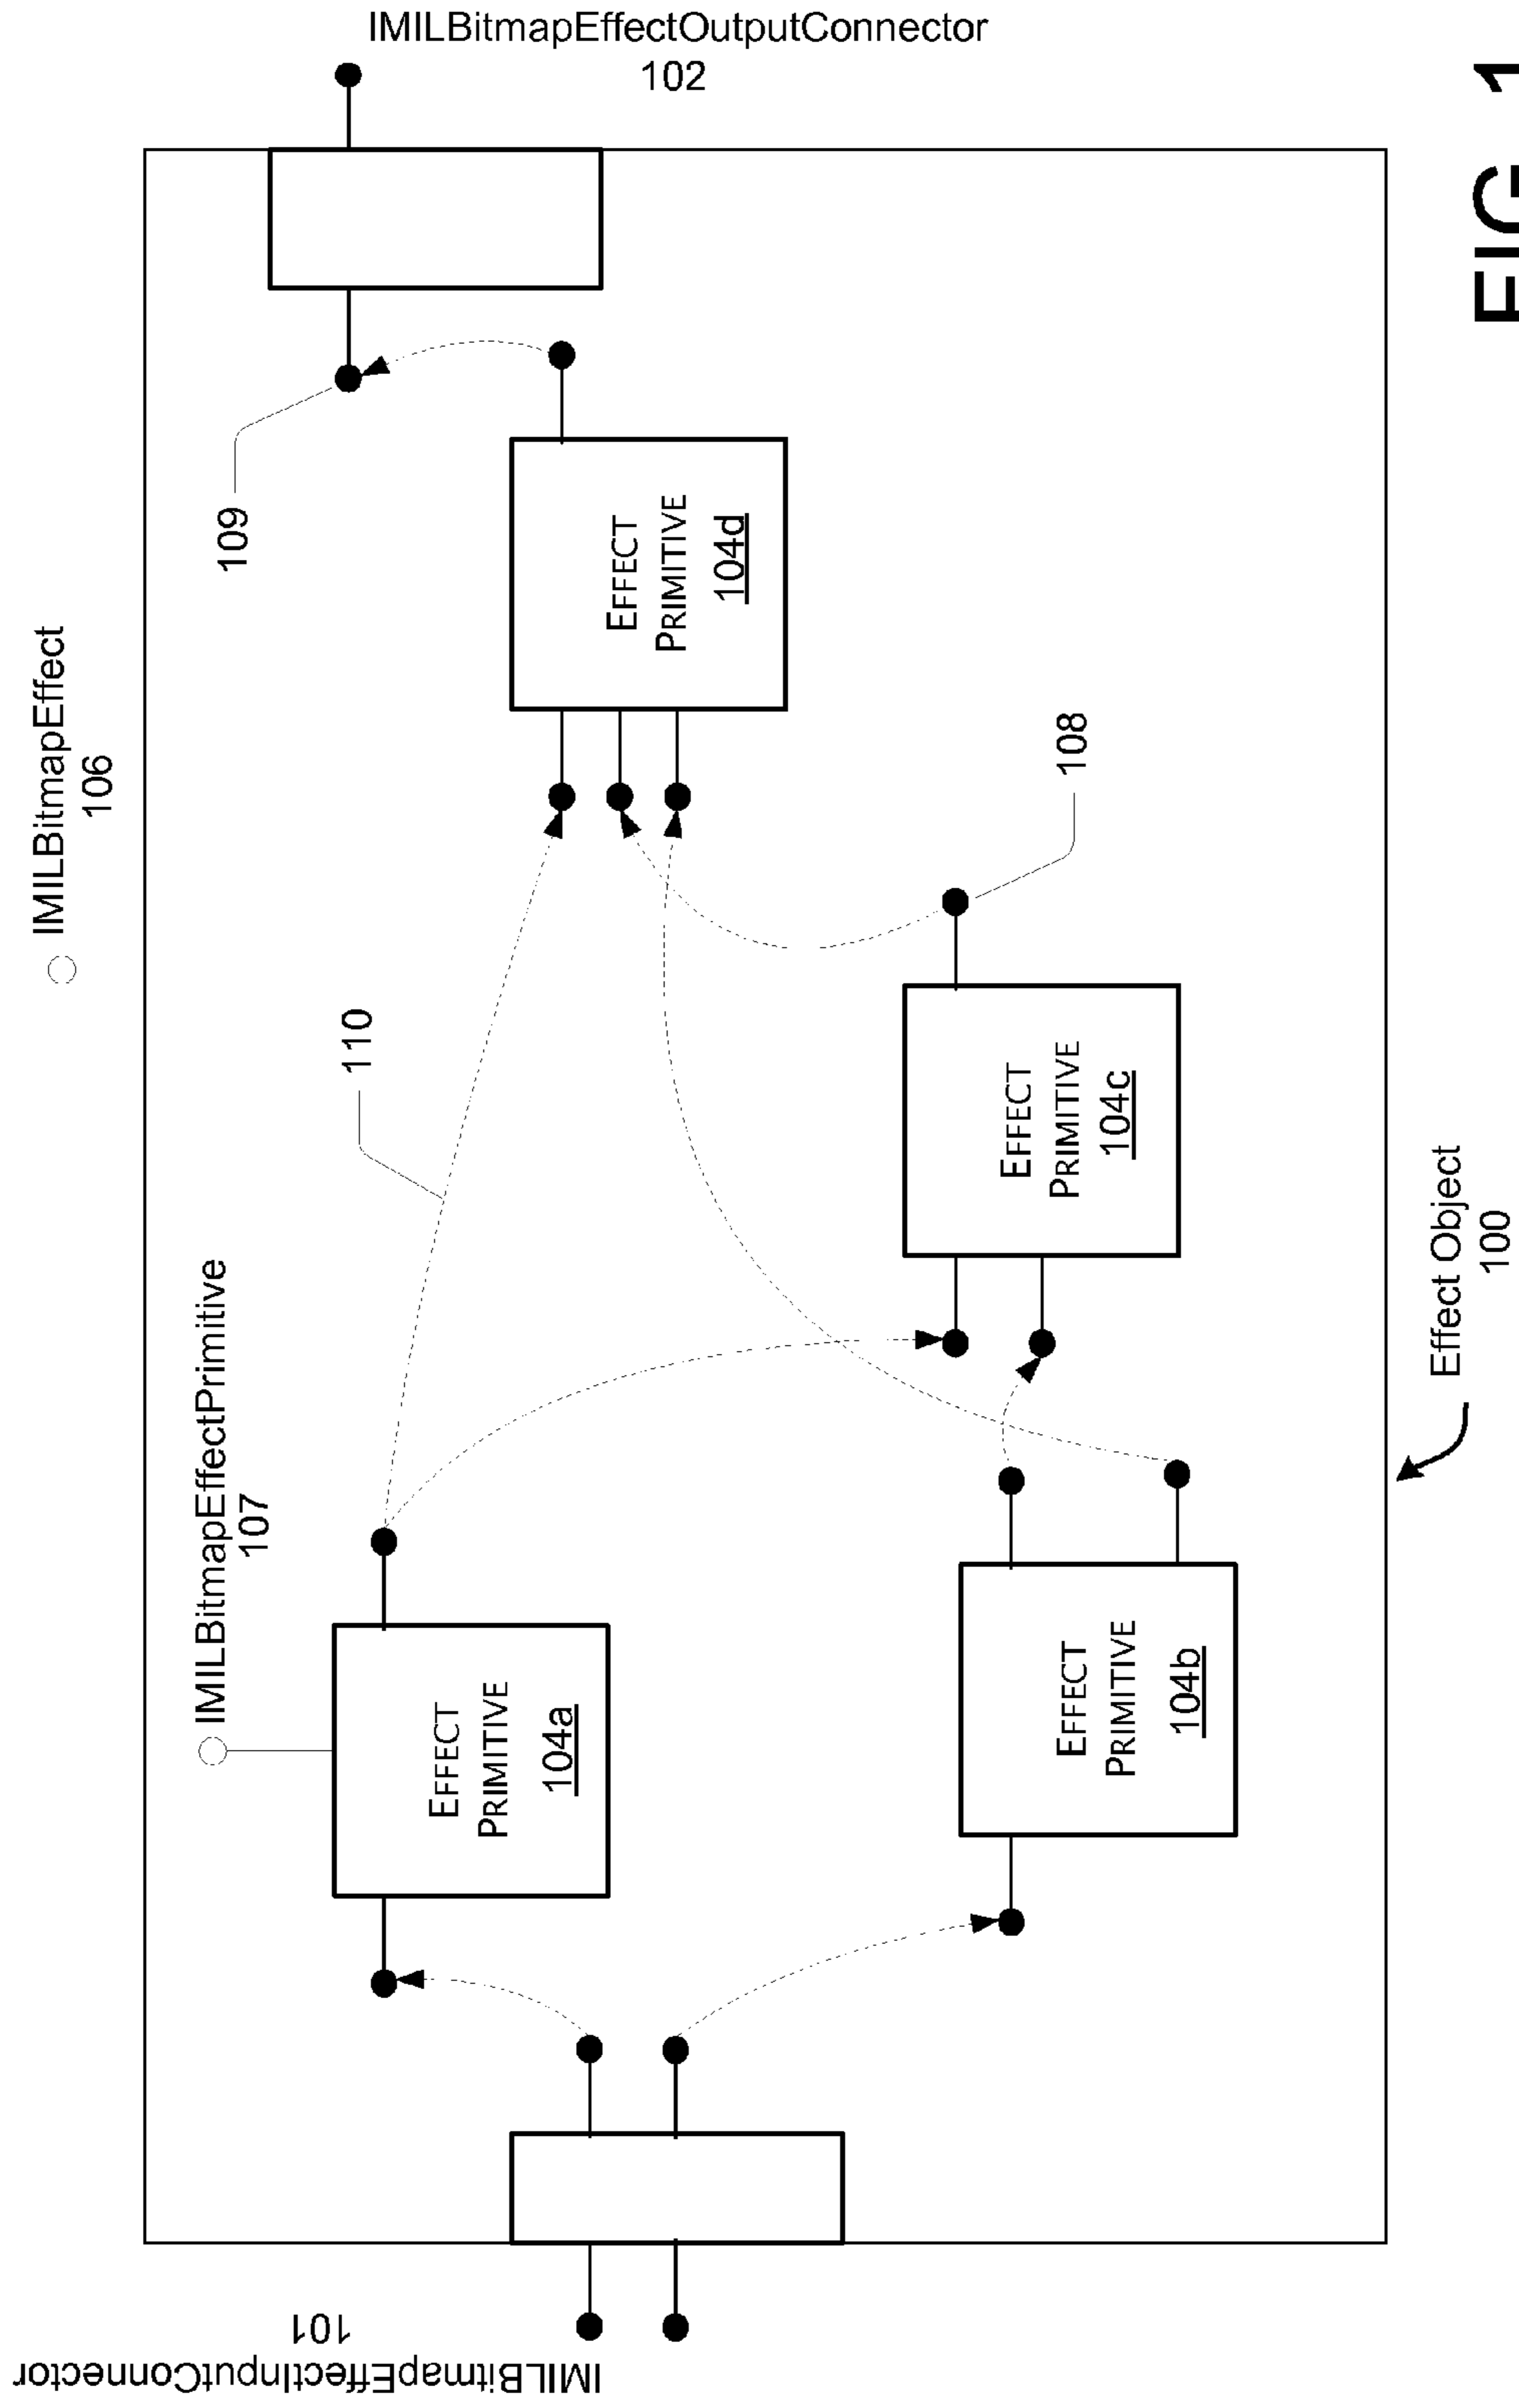 IMILBitmapEffect
106
IMILBitmapEffectInputConnector
101
IMILBitmapEffectPrimitive
107
EFFECT
PRIMITIVE
104a
110
109
EFFECT
PRIMITIVE
104d
IMILBitmapEffectOutputConnector
102
EFFECT
PRIMITIVE
104b
EFFECT
PRIMITIVE
104c
108
Effect Object
100
FIG. 1